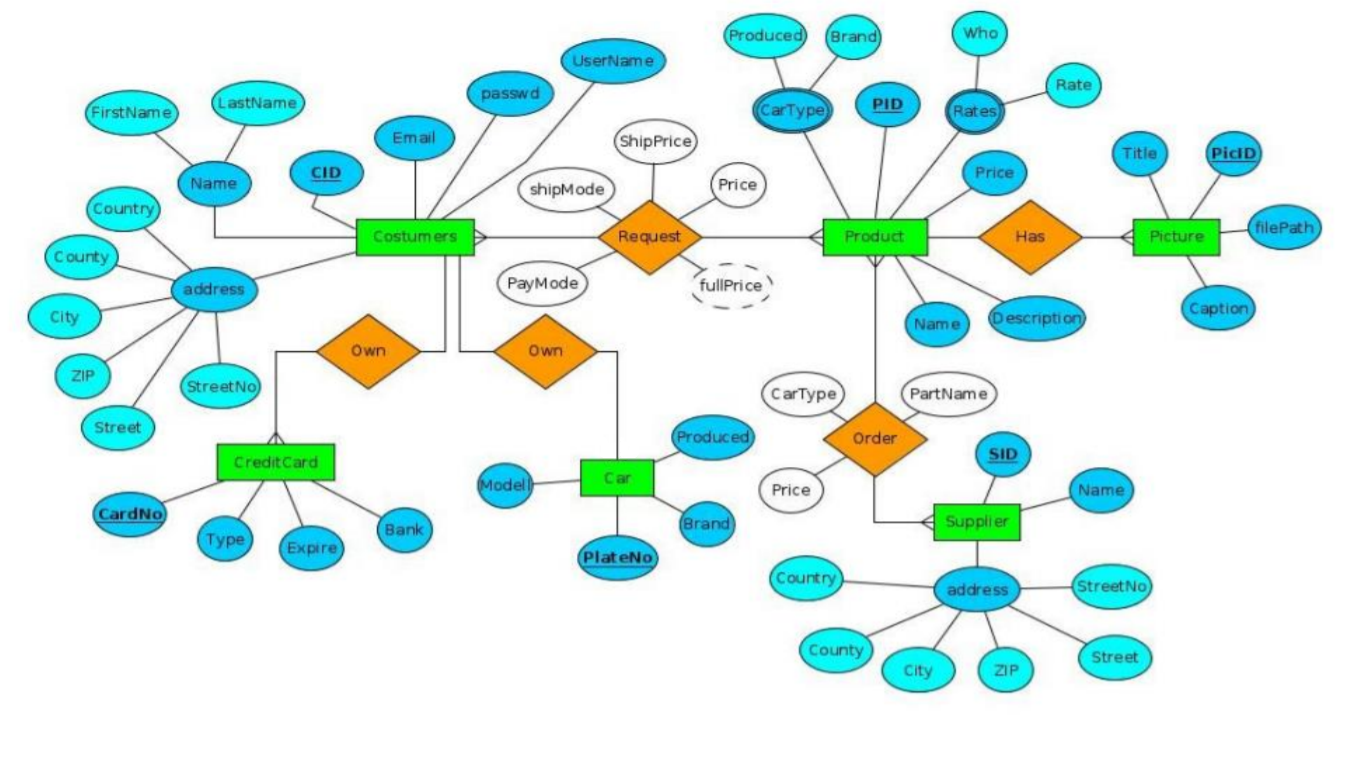 Produced
Brand
Who
UserName
Rate
passwd
FirstName
LastName
CarType
PID
Rates
Email
ShipPrice
Title
PicID
CID
Name
shipMode
Price
Price
Country
filePath
Costumers
Request
Product
Has
Picture
County
address
PayMode
fullPrice
Caption
City
Name
Description
Own
Own
ZIP
StreetNo
CarType
PartName
Street
Produced
Order
SID
CreditCard
Car
Modell
Price
Name
CardNo
Type
Expire
Bank
Brand
Supplier
PlateNo
Country
address
StreetNo
County
City
ZIP
Street